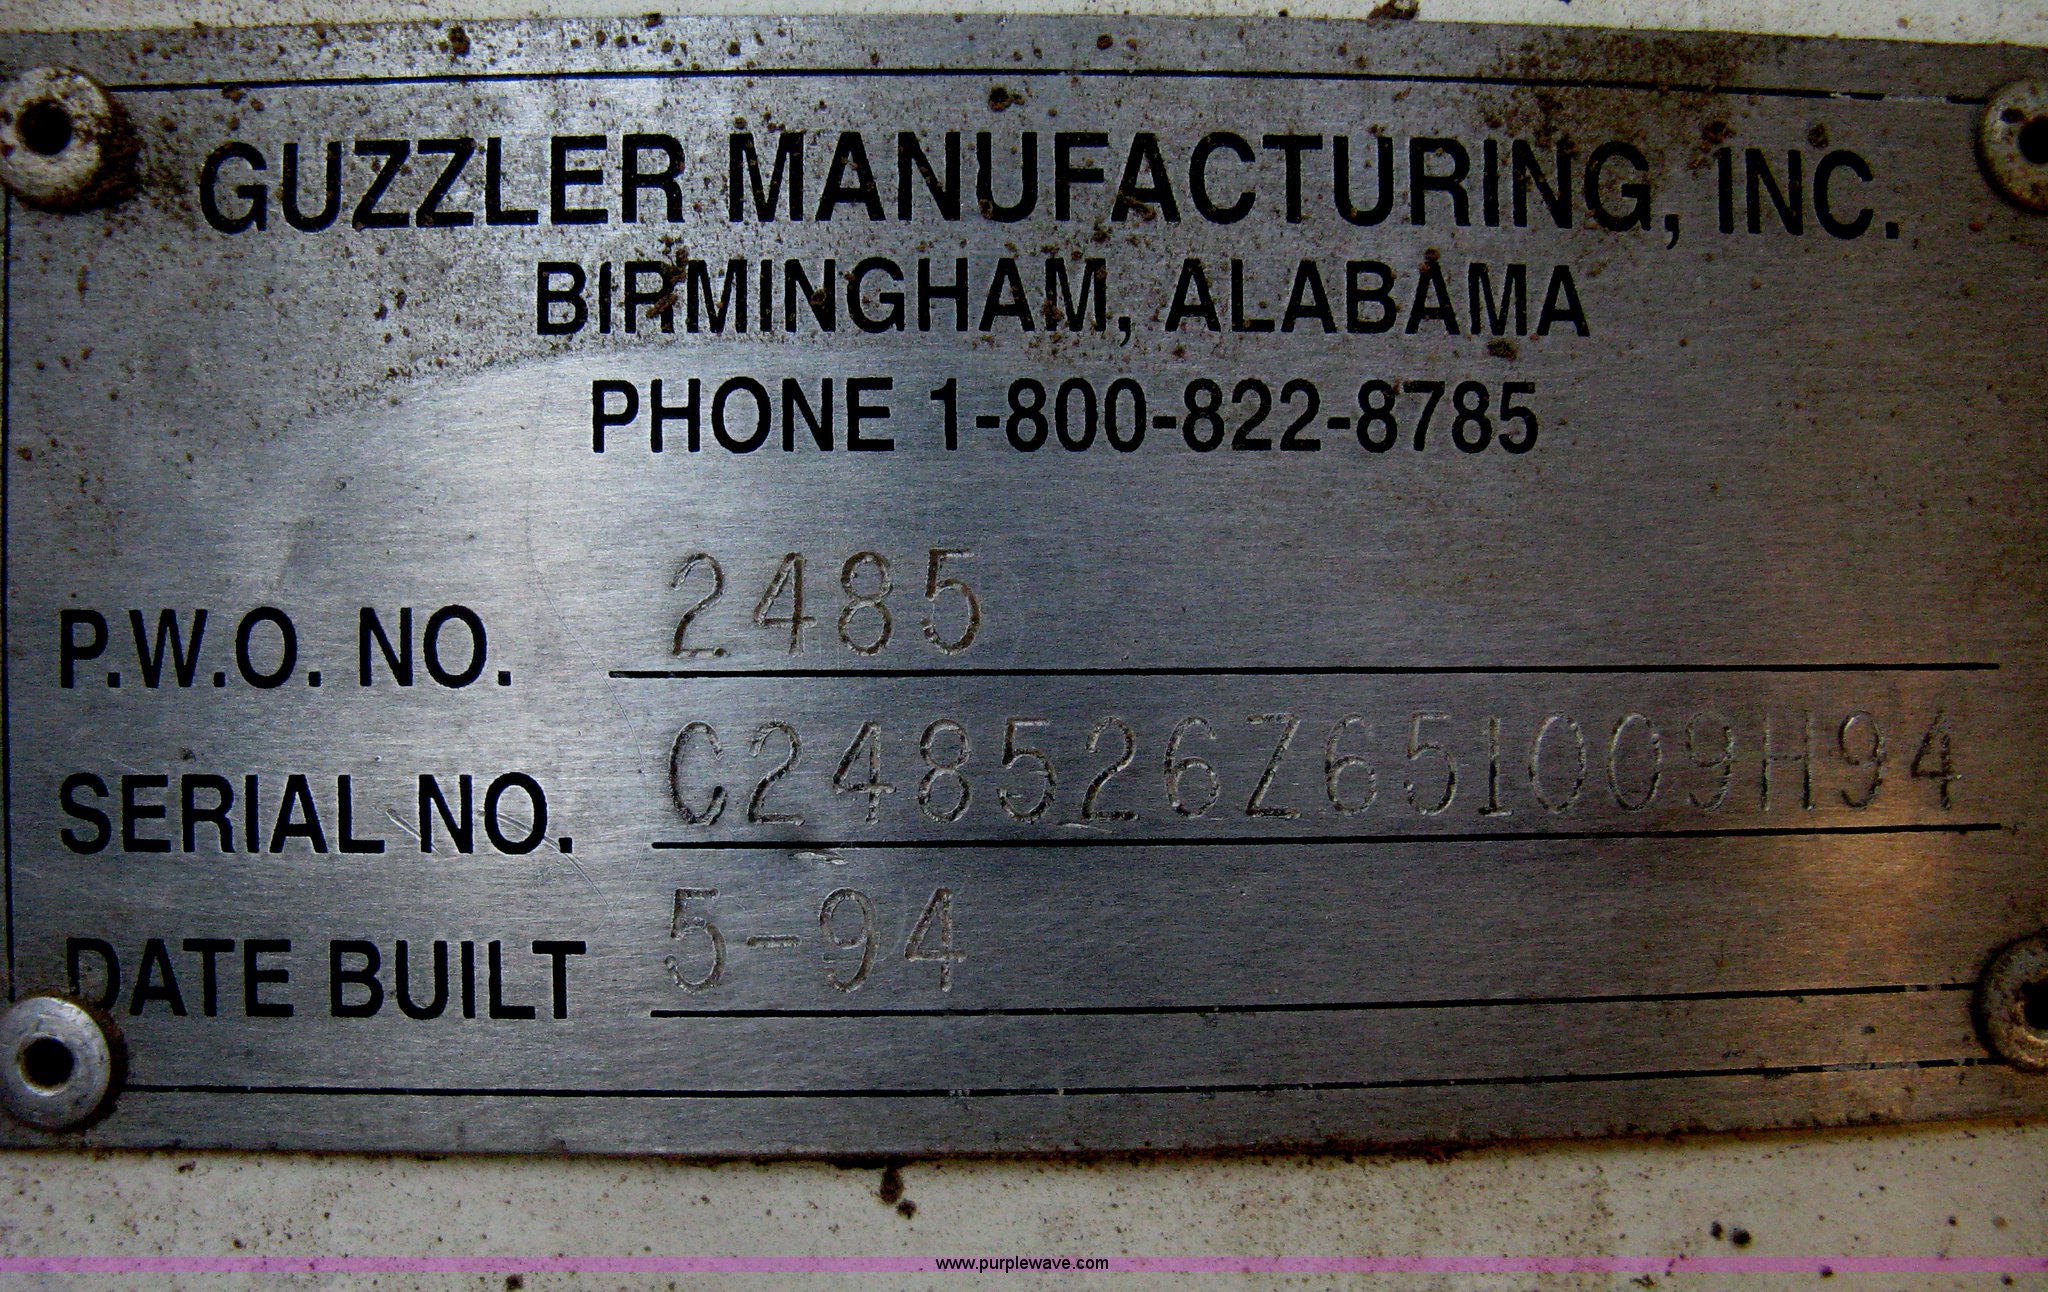 GUZZLER MANUFACTURING, INC.
BIRMINGHAM, ALABAMA
PHONE 1-800-822-8785
P.W.O. NO. 2485
SERIAL NO. C248526Z651009H94
DATE BUILT 5-94
www.purplewave.com